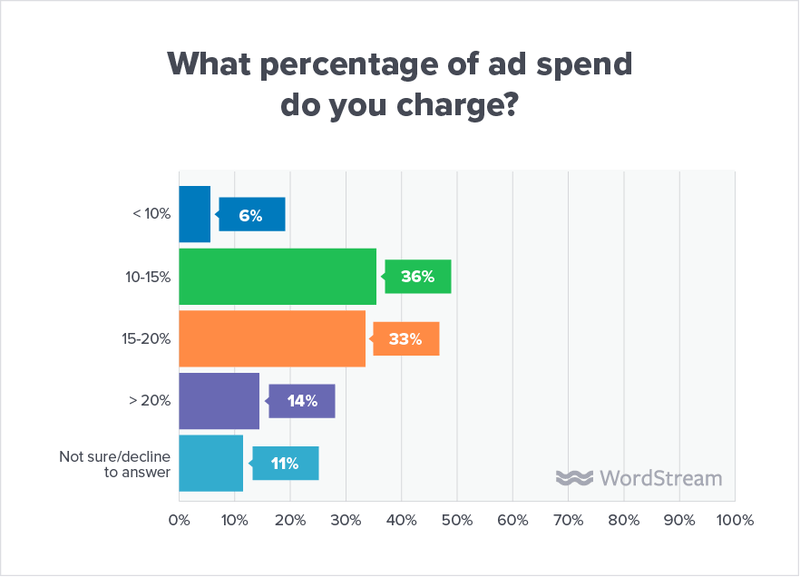 What percentage of ad spend
do you charge?
< 10%
6%
10-15%
36%
15-20%
33%
> 20%
14%
Not sure/decline
to answer
11%
WordStream
0% 10% 20% 30% 40% 50% 60% 70% 80% 90% 100%